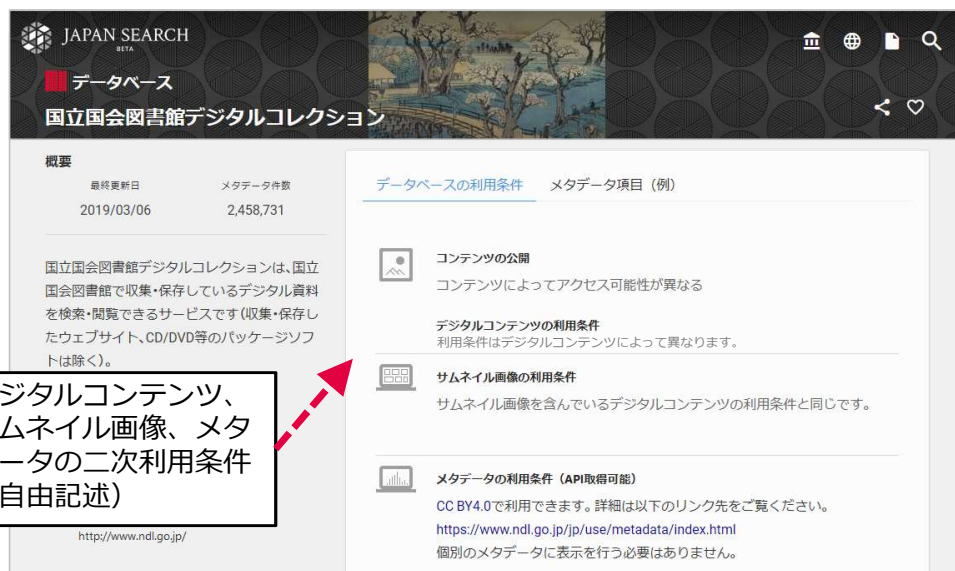 JAPAN SEARCH
BETA
データベース
国立国会図書館デジタルコレクション
概要
最終更新日 メタデータ件数
2019/03/06 2,458,731
国立国会図書館デジタルコレクションは、国立
国会図書館で収集・保存しているデジタル資料
を検索・閲覧できるサービスです(収集・保存し
たウェブサイト、CD/DVD等のパッケージソフ
トは除く)。
ジタルコンテンツ、
ムネイル画像、メタ
ータの二次利用条件
自由記述）
http://www.ndl.go.jp/
データベースの利用条件 メタデータ項目（例）
コンテンツの公開
コンテンツによってアクセス可能性が異なる
デジタルコンテンツの利用条件
利用条件はデジタルコンテンツによって異なります。
サムネイル画像の利用条件
サムネイル画像を含んでいるデジタルコンテンツの利用条件と同じです。
メタデータの利用条件（API取得可能）
CC BY4.0で利用できます。詳細は以下のリンク先をご覧ください。
https://www.ndl.go.jp/jp/use/metadata/index.html
個別のメタデータに表示を行う必要はありません。